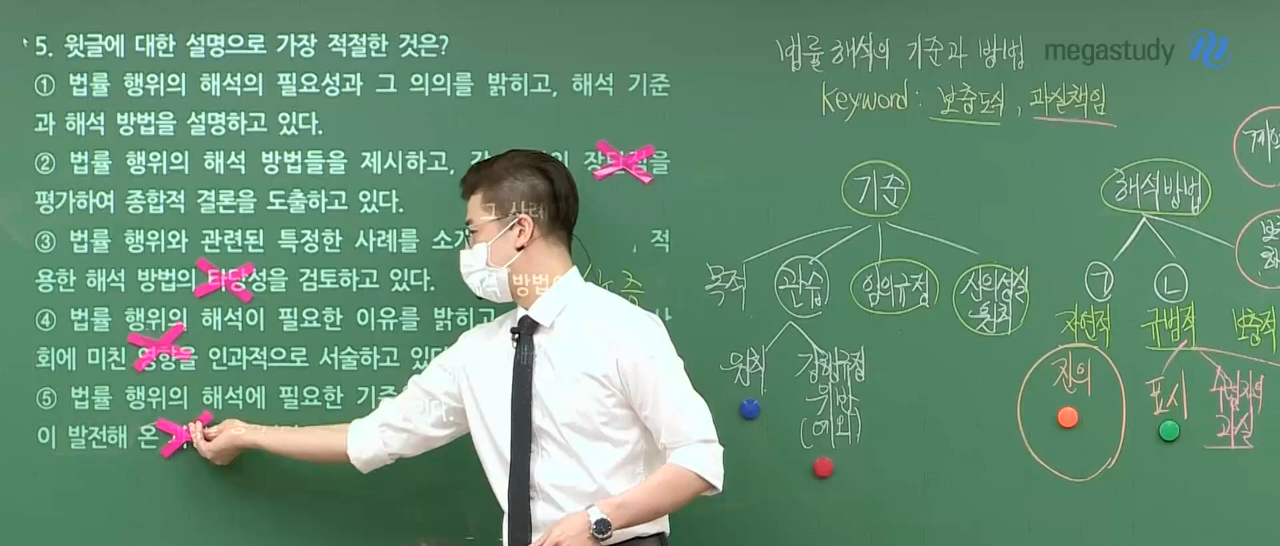 5. 윗글에 대한 설명으로 가장 적절한 것은?
① 법률 행위의 해석의 필요성과 그 의의를 밝히고, 해석 기준
과 해석 방법을 설명하고 있다.
② 법률 행위의 해석 방법들을 제시하고, 장단점을
평가하여 종합적 결론을 도출하고 있다.
③ 법률 행위와 관련된 특정한 사례를 소개 , 적
용한 해석 방법의 타당성을 검토하고 있다.
④ 법률 행위의 해석이 필요한 이유를 밝히고
회에 미친 영향을 인과적으로 서술하고 있다
⑤ 법률 행위의 해석에 필요한 기준
이 발전해 온
법률 해석의 기준과 방법
megastudy
Keyword: 보충도식, 과실책임
기준
해석방법
목적
관습
임의규정
신의성실
원칙
ㄱ
ㄴ
자연적
규범적
보충적
원칙
강행규정
위반
(예외)
진의
표시
수령자의
과실